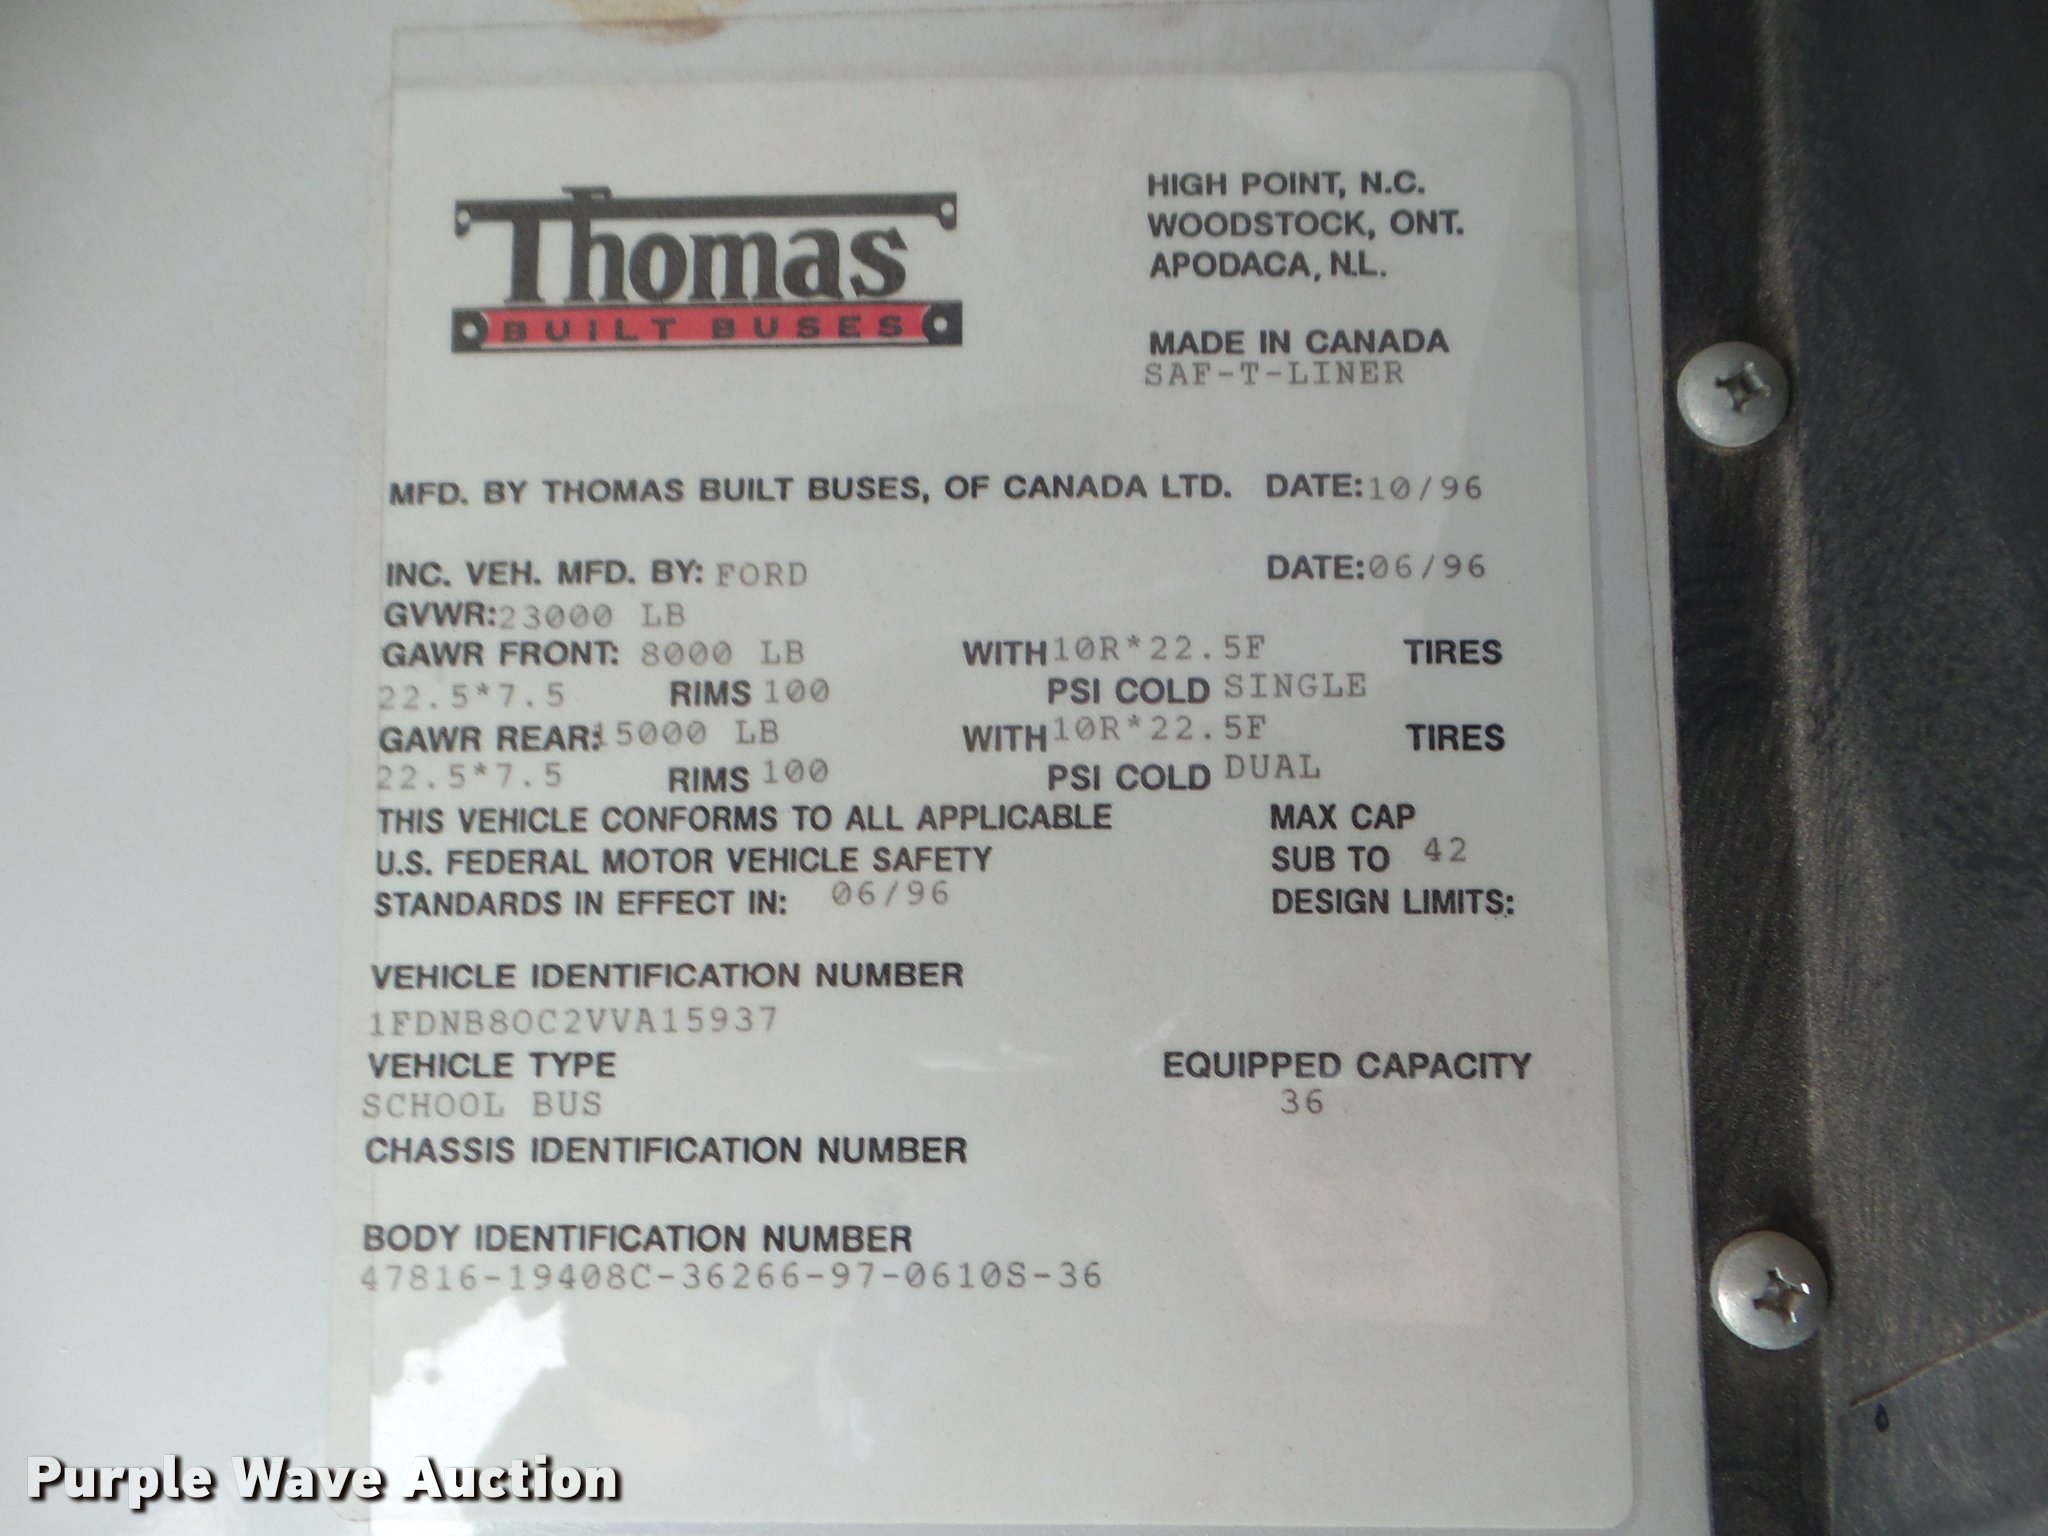 Thomas
BUILT BUSES
HIGH POINT, N.C.
WOODSTOCK, ONT.
APODACA, N.L.
MADE IN CANADA
SAF-T-LINER
MFD. BY THOMAS BUILT BUSES, OF CANADA LTD. DATE:10/96
INC. VEH. MFD. BY: FORD DATE:06/96
GVWR:23000 LB
GAWR FRONT: 8000 LB WITH 10R*22.5F TIRES
22.5*7.5 RIMS 100 PSI COLD SINGLE
GAWR REAR:15000 LB WITH 10R*22.5F TIRES
22.5*7.5 RIMS 100 PSI COLD DUAL
THIS VEHICLE CONFORMS TO ALL APPLICABLE MAX CAP
U.S. FEDERAL MOTOR VEHICLE SAFETY SUB TO 42
STANDARDS IN EFFECT IN: 06/96 DESIGN LIMITS:
VEHICLE IDENTIFICATION NUMBER
1FDNB80C2VVA15937
VEHICLE TYPE EQUIPPED CAPACITY
SCHOOL BUS 36
CHASSIS IDENTIFICATION NUMBER
BODY IDENTIFICATION NUMBER
47816-19408C-36266-97-0610S-36
Purple Wave Auction